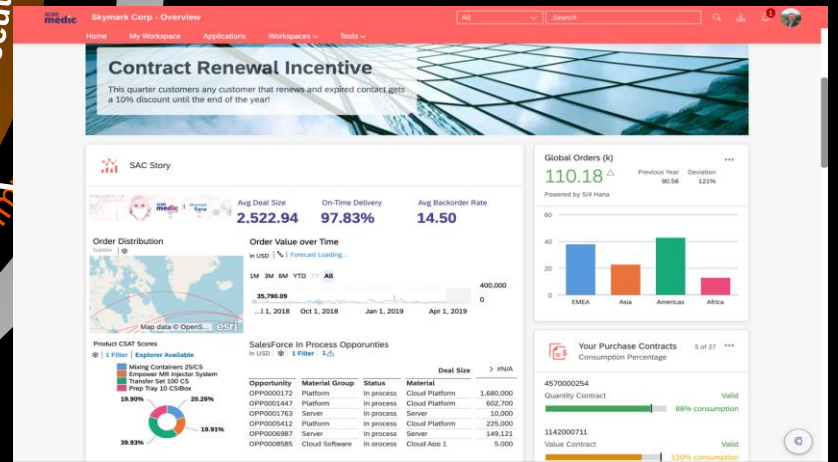 ACME
medic
Skymark Corp - Overview
All
Search
1
Home My Workspace Applications Workspaces Tools
Contract Renewal Incentive
This quarter customers any customer that renews and expired contact gets
a 10% discount until the end of the year!
SAC Story
medic
Avg Deal Size On-Time Delivery Avg Backorder Rate
2,522.94 97.83% 14.50
Order Distribution
Subtitle
Map data © OpenS... esri
Order Value over Time
in USD Forecast Loading...
1M 3M 6M YTD 1Y All
35,790.09
400,000
0
...l 1, 2018 Oct 1, 2018 Jan 1, 2019 Apr 1, 2019
Product CSAT Scores
1 Filter | Explorer Available
Mixing Containers 25/CS
Empower MR Injector System
Transfer Set 100 CS
Prep Tray 10 CS/Box
19.90% 20.26%
19.91%
39.93%
SalesForce In Process Opporunties
in USD 1 Filter 1
Deal Size > #N/A
Opportunity Material Group Status Material
OPP0000172 Platform In process Cloud Platform 1,680,000
OPP0001447 Platform In process Cloud Platform 602,700
OPP0001763 Server In process Server 10,000
OPP0005412 Platform In process Cloud Platform 225,000
OPP0006987 Server In process Server 149,121
OPP0008585 Cloud Software In process Cloud App 1 5,000
Global Orders (k)
110.18
Previous Year Deviation
90.56 121%
Powered by S/4 Hana
60
40
20
0
EMEA Asia Americas Africa
Your Purchase Contracts 5 of 27
Consumption Percentage
4570000254
Quantity Contract Valid
88% consumption
1142000711
Value Contract Valid
120% consumption